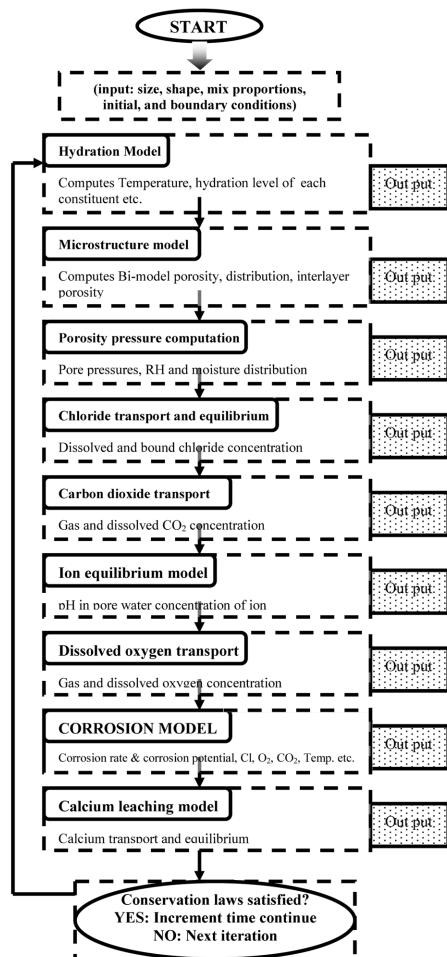 START
(input: size, shape, mix proportions,
initial, and boundary conditions)
Hydration Model
Computes Temperature, hydration level of each
constituent etc.
Out put
Microstructure model
Computes Bi-model porosity, distribution, interlayer
porosity
Out put
Porosity pressure computation
Pore pressures, RH and moisture distribution
Out put
Chloride transport and equilibrium
Dissolved and bound chloride concentration
Out put
Carbon dioxide transport
Gas and dissolved CO₂ concentration
Out put
Ion equilibrium model
pH in pore water concentration of ion
Out put
Dissolved oxygen transport
Gas and dissolved oxygen concentration
Out put
CORROSION MODEL
Corrosion rate & corrosion potential, Cl, O₂, CO₂, Temp. etc.
Out put
Calcium leaching model
Calcium transport and equilibrium
Out put
Conservation laws satisfied?
YES: Increment time continue
NO: Next iteration